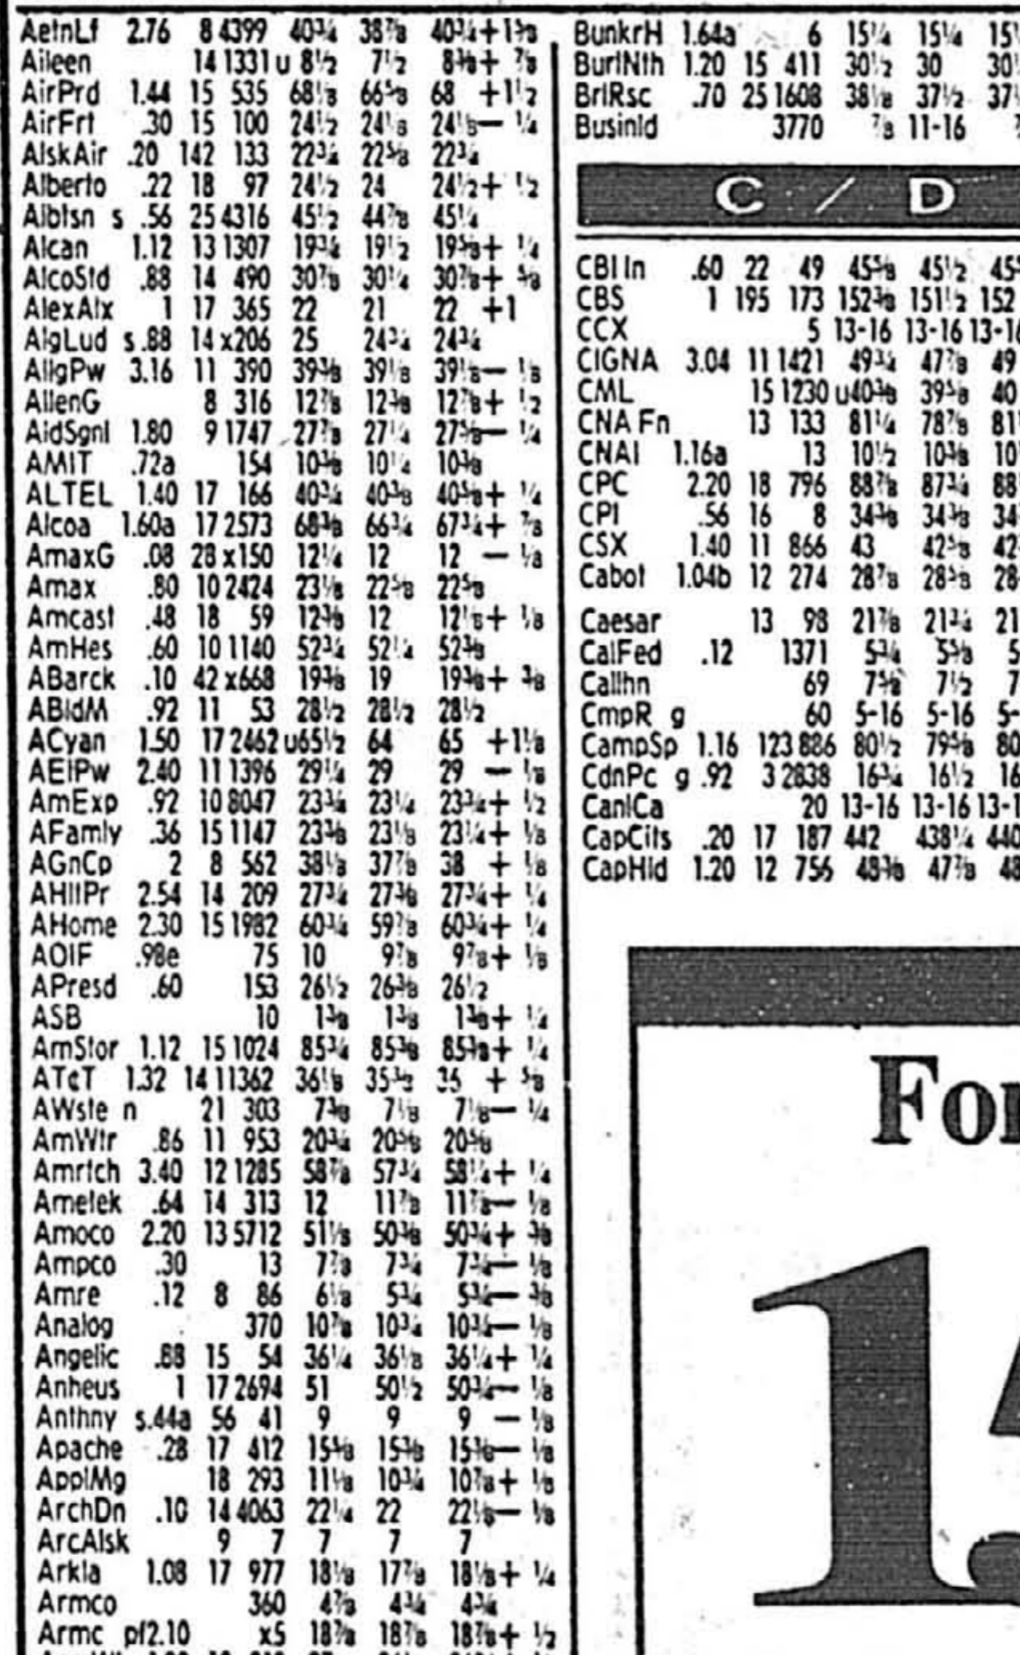 AetnLf 2.76 8 4399 40¾ 38⅞ 40¾+1⅜
Aileen 14 1331 u 8½ 7½ 8⅜+ ⅞
AirPrd 1.44 15 535 68⅛ 66⅝ 68 +1½
AirFrt .30 15 100 24½ 24⅛ 24⅛— ¼
AlskAir .20 142 133 22¾ 22⅝ 22¾
Alberto .22 18 97 24½ 24 24½+ ½
Albtsn s .56 25 4316 45½ 44⅞ 45¼
Alcan 1.12 13 1307 19¾ 19½ 19⅝+ ¼
AlcoStd .88 14 490 30⅞ 30¼ 30⅞+ ⅝
AlexAlx 1 17 365 22 21 22 +1
AlgLud s .88 14 x206 25 24¾ 24¾
AllgPw 3.16 11 390 39⅜ 39⅛ 39⅛— ⅛
AllenG 8 316 12⅞ 12⅜ 12⅞+ ½
AldSgnl 1.80 9 1747 27⅞ 27¼ 27⅝— ¼
AMIT .72a 154 10⅜ 10¼ 10⅜
ALTEL 1.40 17 166 40¾ 40⅜ 40⅝+ ¼
Alcoa 1.60a 17 2573 68⅜ 66¾ 67¾+ ⅞
AmaxG .08 28 x150 12¼ 12 12 — ⅛
Amax .80 10 2424 23⅛ 22⅝ 22⅝
Amcast .48 18 59 12⅜ 12 12⅛+ ⅛
AmHes .60 10 1140 52¾ 52¼ 52⅜
ABarck .10 42 x668 19⅜ 19 19⅜+ ⅜
ABldM .92 11 53 28½ 28½ 28½
ACyan 1.50 17 2462 u65½ 64 65 +1⅛
AElPw 2.40 11 1396 29¼ 29 29 — ⅛
AmExp .92 10 8047 23¾ 23¼ 23¾+ ½
AFamly .36 15 1147 23⅜ 23⅛ 23¼+ ⅛
AGnCp 2 8 562 38⅛ 37⅞ 38 + ⅛
AHltPr 2.54 14 209 27¾ 27⅜ 27¾+ ¼
AHome 2.30 15 1982 60¾ 59⅞ 60¾+ ¼
AOIF .98e 75 10 9⅞ 9⅞+ ⅛
APresd .60 153 26½ 26⅜ 26½
ASB 10 1⅜ 1⅜ 1⅜+ ¼
AmStor 1.12 15 1024 85¾ 85⅜ 85⅜+ ¼
AT¢T 1.32 14 11362 36⅛ 35½ 36 + ⅝
AWste n 21 303 7⅜ 7⅛ 7⅛— ¼
AmWtr .86 11 953 20¾ 20⅝ 20⅝
Amrtch 3.40 12 1285 58⅞ 57¾ 58¼+ ¼
Ametek .64 14 313 12 11⅞ 11⅞— ⅛
Amoco 2.20 13 5712 51⅛ 50⅜ 50¾+ ⅜
Ampco .30 13 7⅞ 7¾ 7¾— ⅛
Amre .12 8 86 6⅛ 5¾ 5¾— ⅜
Analog 370 10⅞ 10¾ 10¾— ⅛
Angelic .88 15 54 36¼ 36⅛ 36¼+ ¼
Anheus 1 17 2694 51 50½ 50¾— ⅛
Anthny s.44a 56 41 9 9 9 — ⅛
Apache .28 17 412 15⅝ 15⅜ 15⅜— ⅛
ApplMg 18 293 11⅛ 10¾ 10⅞+ ⅛
ArchDn .10 14 4063 22¼ 22 22⅛— ⅛
ArcAlsk 9 7 7 7 7
Arkla 1.08 17 977 18⅛ 17⅞ 18⅛+ ¼
Armco 360 4⅞ 4¾ 4¾
Armc pf2.10 x5 18⅞ 18⅞ 18⅞+ ½
BunkrH 1.64a 6 15¼ 15¼ 15
BurlNth 1.20 15 411 30½ 30 30
BrlRsc .70 25 1608 38⅛ 37½ 37
Businld 3770 ⅞ 11-16
C / D
CBI In .60 22 49 45⅝ 45½ 45
CBS 1 195 173 152⅜ 151½ 152
CCX 5 13-16 13-16 13-16
CIGNA 3.04 11 1421 49¾ 47⅞ 49
CML 15 1230 u40⅜ 39⅝ 40
CNA Fn 13 133 81¼ 78⅞ 81
CNAI 1.16a 13 10½ 10⅜ 10
CPC 2.20 18 796 88⅞ 87¾ 88
CPI .56 16 8 34⅜ 34⅜ 34
CSX 1.40 11 866 43 42⅝ 42
Cabot 1.04b 12 274 28⅞ 28⅝ 28
Caesar 13 98 21⅞ 21¾ 21
CalFed .12 1371 5¾ 5⅝ 5
Callhn 69 7⅝ 7½ 7
CmpR g 60 5-16 5-16 5-
CampSp 1.16 123 886 80½ 79⅝ 80
CdnPc g .92 3 2838 16¾ 16½ 16
CanlCa 20 13-16 13-16 13-1
CapCits .20 17 187 442 438¼ 440
CapHld 1.20 12 756 48⅜ 47⅞ 48
For
1.